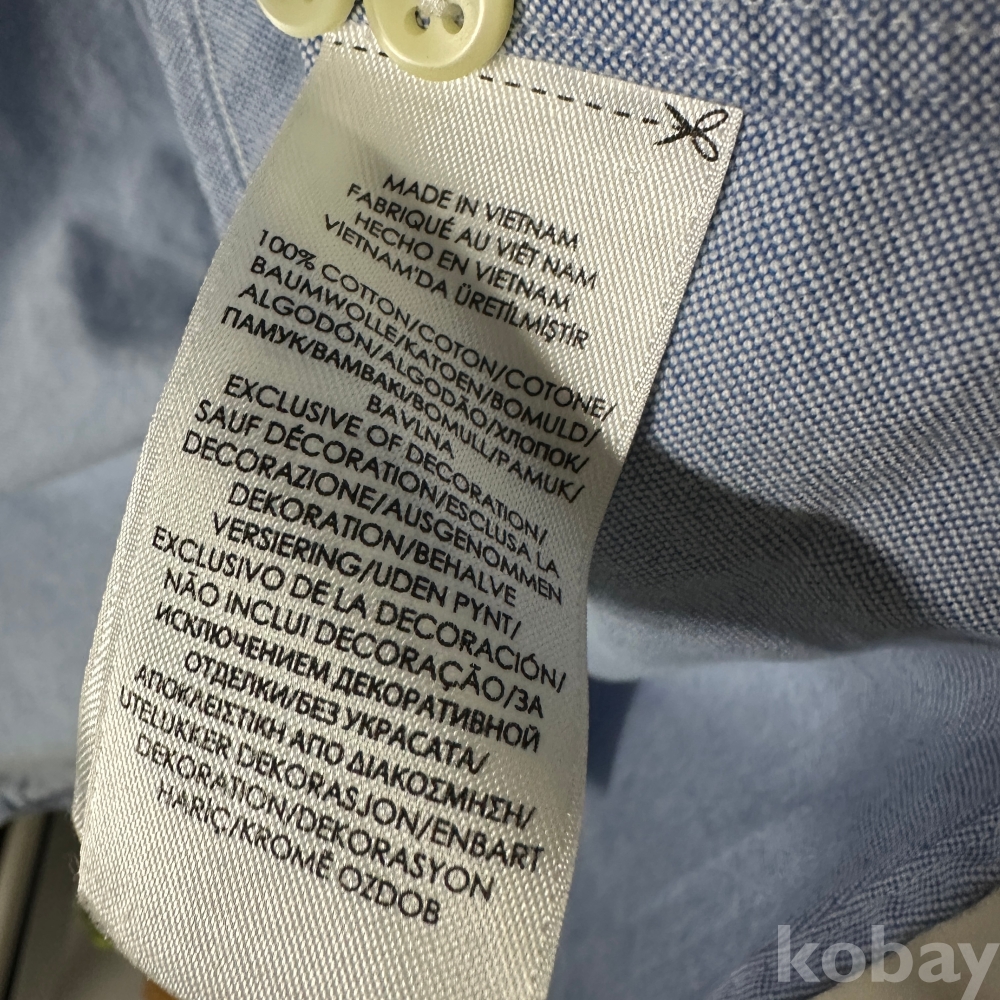 MADE IN VIETNAM
FABRIQUÉ AU VIÊT NAM
HECHO EN VIETNAM
VIETNAM'DA ÜRETİLMİŞTİR
100% COTTON/COTON/COTONE/
BAUMWOLLE/KATOEN/BOMULD/
ALGODÓN/ALGODÃO/ХЛОПОК/
ПАМУК/ΒΑΜΒΑΚΙ/BOMULL/PAMUK/
BAVLNA
EXCLUSIVE OF DECORATION/
SAUF DÉCORATION/ESCLUSA LA
DECORAZIONE/AUSGENOMMEN
DEKORATION/BEHALVE
VERSIERING/UDEN PYNT/
EXCLUSIVO DE LA DECORACIÓN/
NÃO INCLUI DECORAÇÃO/ЗА
ИСКЛЮЧЕНИЕМ ДЕКОРАТИВНОЙ
ОТДЕЛКИ/БЕЗ УКРАСАТА/
ΑΠΟΚΛΕΙΣΤΙΚΗ ΑΠΟ ΔΙΑΚΟΣΜΗΣΗ/
UTELUKKER DEKORASJON/ENBART
DEKORATION/DEKORASYON
HARİÇ/KROMĚ OZDOB
kobay